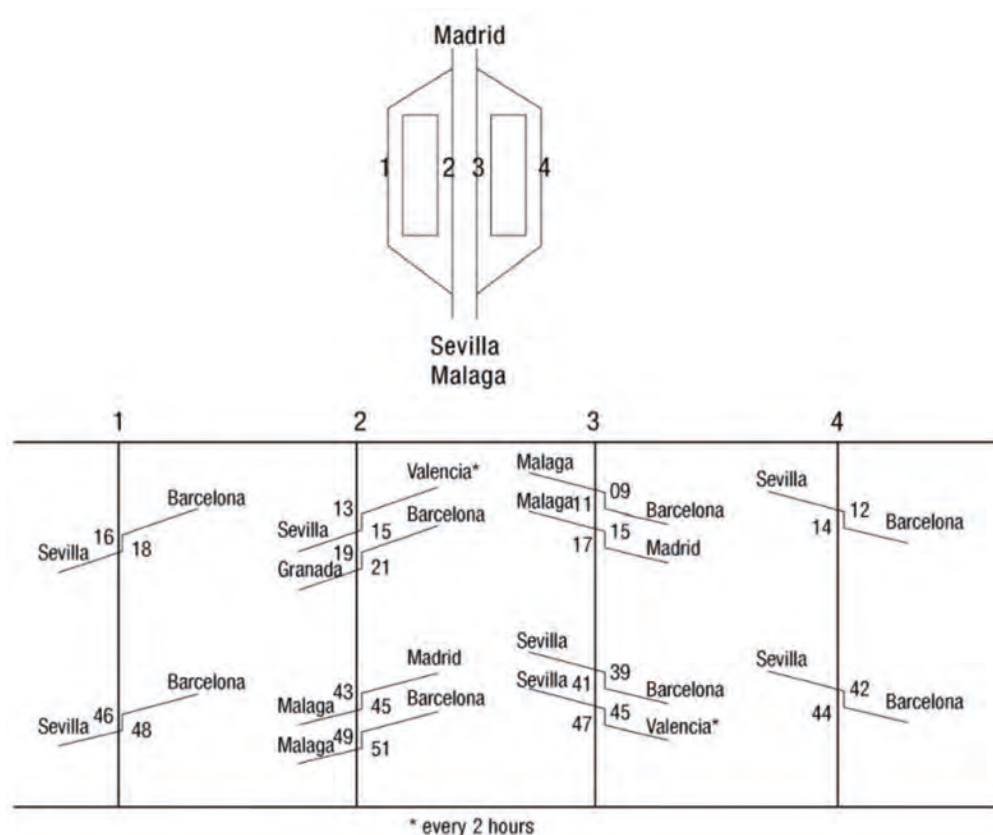 Madrid
1 2 3 4
Sevilla
Malaga
1 2 3 4
Barcelona
16
Sevilla 18
Barcelona
46
Sevilla 48
Valencia*
13
Sevilla 15 Barcelona
19
Granada 21
Madrid
43
Malaga 45 Barcelona
49
Malaga 51
Malaga 09
11 Barcelona
Malaga 15
17 Madrid
Sevilla 39
41 Barcelona
Sevilla 45
47 Valencia*
Sevilla 12
14 Barcelona
Sevilla 42
44 Barcelona
* every 2 hours